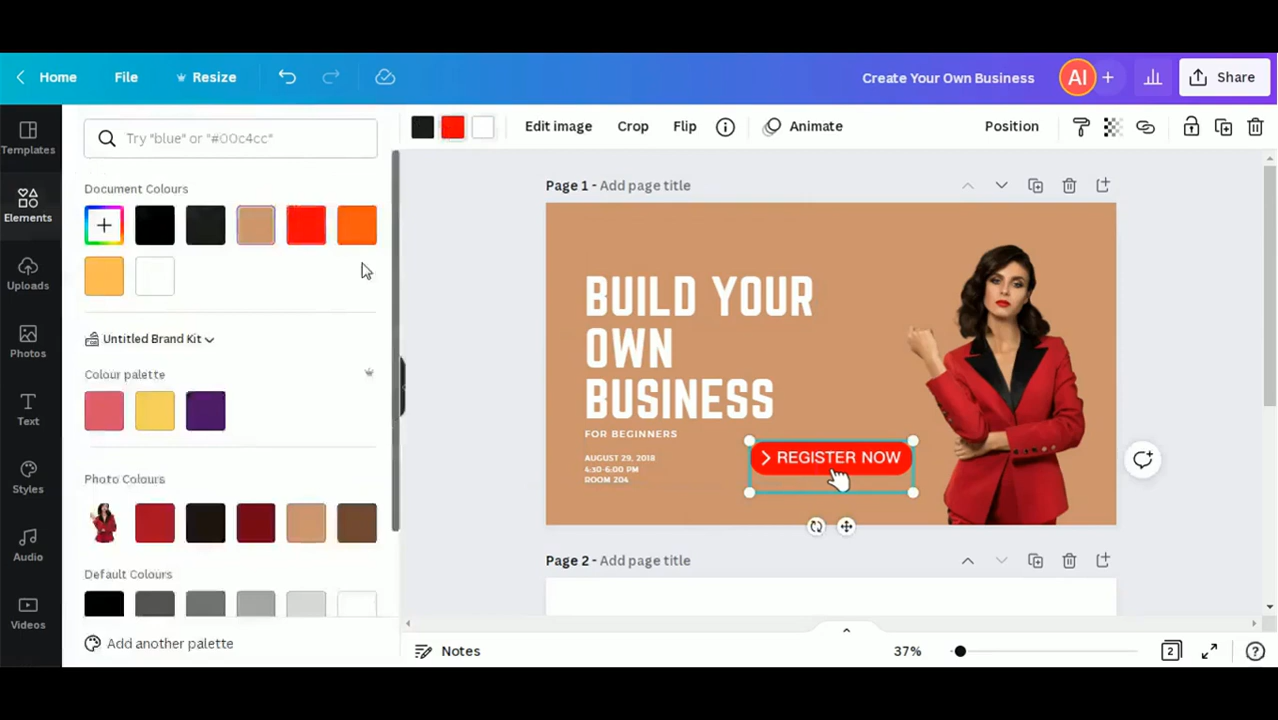 Home
File
Resize
Create Your Own Business
AI
Share
Templates
Elements
Uploads
Photos
Text
Styles
Audio
Videos
Try "blue" or "#00c4cc"
Document Colours
Untitled Brand Kit
Colour palette
Photo Colours
Default Colours
Add another palette
Edit image
Crop
Flip
Animate
Position
Page 1 - Add page title
BUILD YOUR
OWN
BUSINESS
FOR BEGINNERS
AUGUST 29, 2018
4:30-6:00 PM
ROOM 204
> REGISTER NOW
Page 2 - Add page title
Notes
37%
2